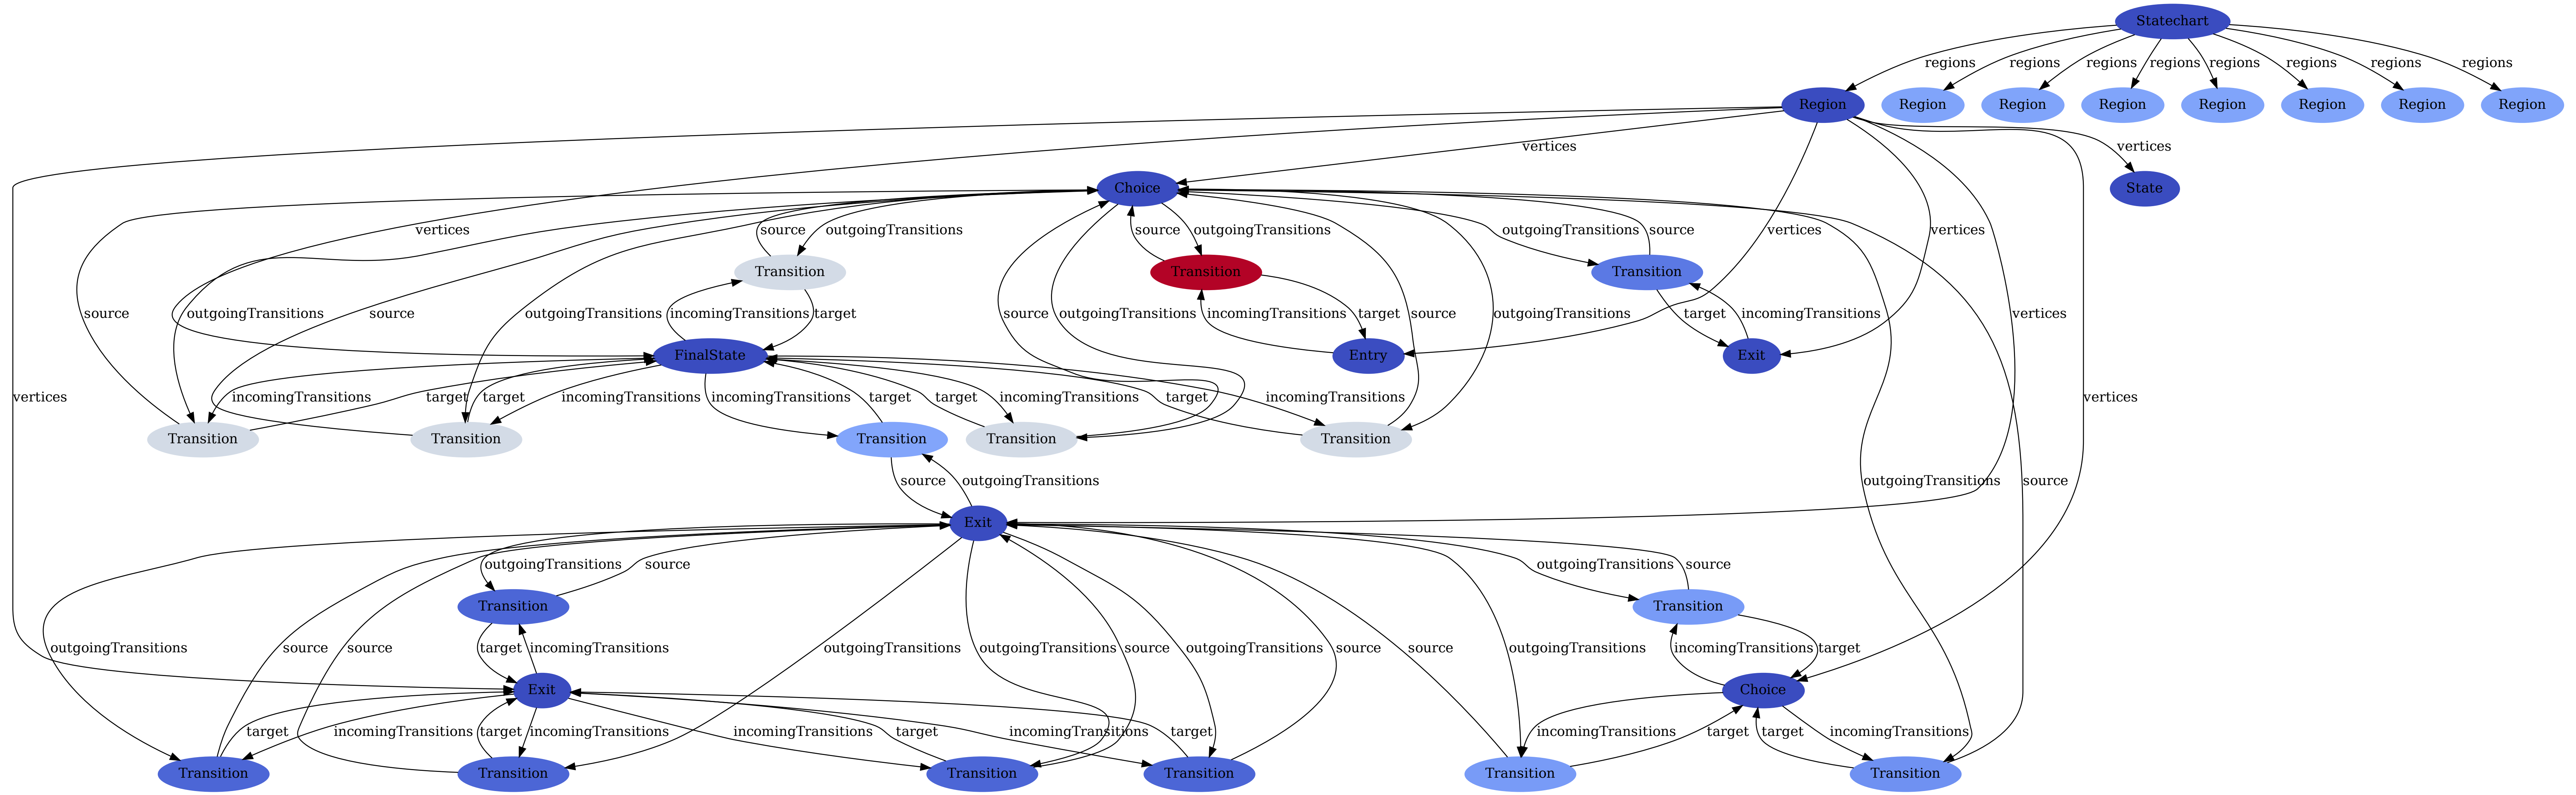 Statechart
regions regions regions regions regions regions regions regions
Region Region Region Region Region Region Region Region
vertices vertices
Choice State
vertices source outgoingTransitions source outgoingTransitions outgoingTransitions source vertices vertices
Transition Transition Transition
source outgoingTransitions source outgoingTransitions incomingTransitions target source outgoingTransitions incomingTransitions target source outgoingTransitions target incomingTransitions vertices
FinalState Entry Exit
vertices incomingTransitions target target incomingTransitions incomingTransitions target target incomingTransitions target incomingTransitions vertices
Transition Transition Transition Transition Transition
source outgoingTransitions outgoingTransitions source
Exit
outgoingTransitions source outgoingTransitions source
Transition Transition
outgoingTransitions source source target incomingTransitions outgoingTransitions outgoingTransitions source outgoingTransitions source source outgoingTransitions incomingTransitions target
Exit Choice
target incomingTransitions target incomingTransitions incomingTransitions target incomingTransitions target incomingTransitions target target incomingTransitions
Transition Transition Transition Transition Transition Transition